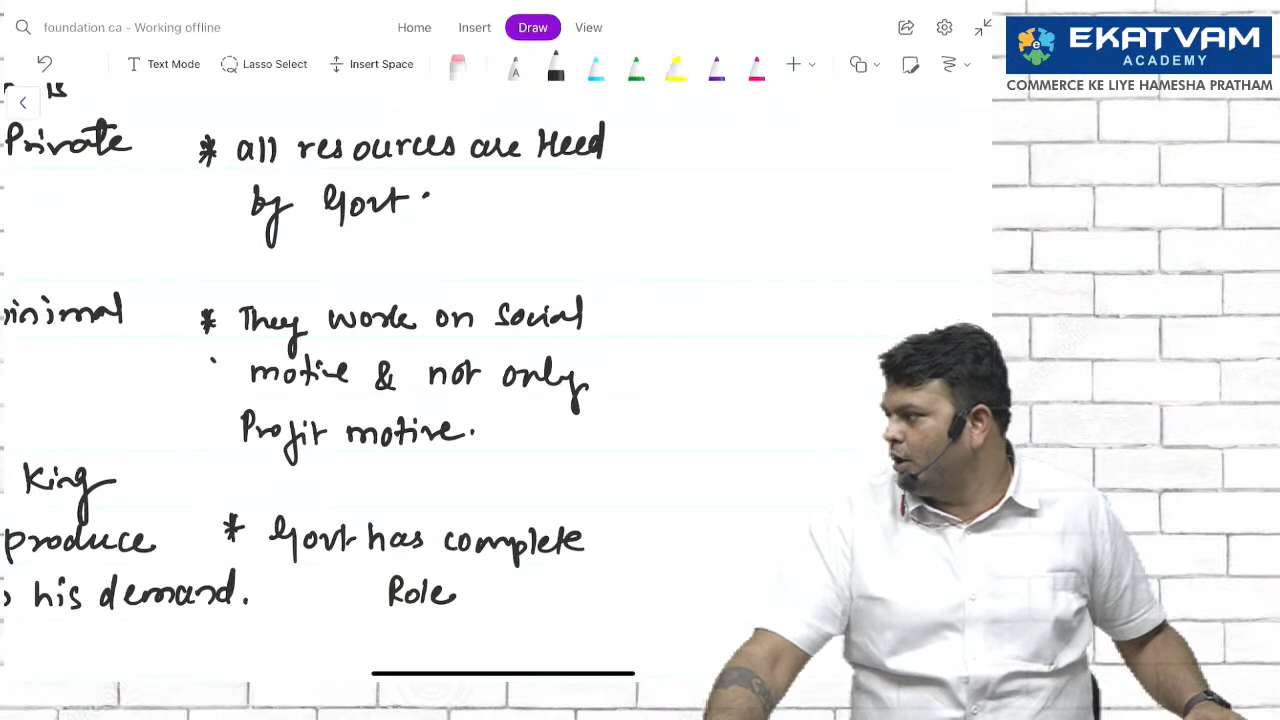 foundation ca - Working offline
Home Insert Draw View
EKATVAM
ACADEMY
COMMERCE KE LIYE HAMESHA PRATHAM
Text Mode Lasso Select Insert Space
is
Private * all resources are Heed
by Govt.
inimal * They work on social
motive & not only
Profit motive.
King
produce * Govt has complete
his demand. Role